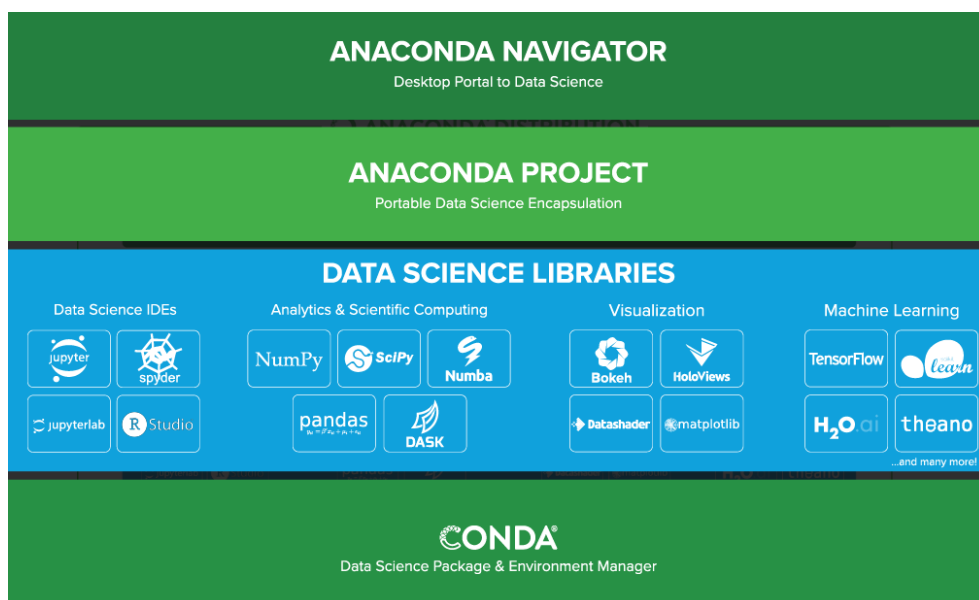 ANACONDA NAVIGATOR
Desktop Portal to Data Science
ANACONDA DISTRIBUTION
ANACONDA PROJECT
Portable Data Science Encapsulation
DATA SCIENCE LIBRARIES
Data Science IDEs
jupyter
spyder
jupyterlab
R Studio
Analytics & Scientific Computing
NumPy
SciPy
Numba
pandas
DASK
Visualization
Bokeh
HoloViews
Datashader
matplotlib
Machine Learning
TensorFlow
learn
H₂O.ai
theano
...and many more!
CONDA®
Data Science Package & Environment Manager